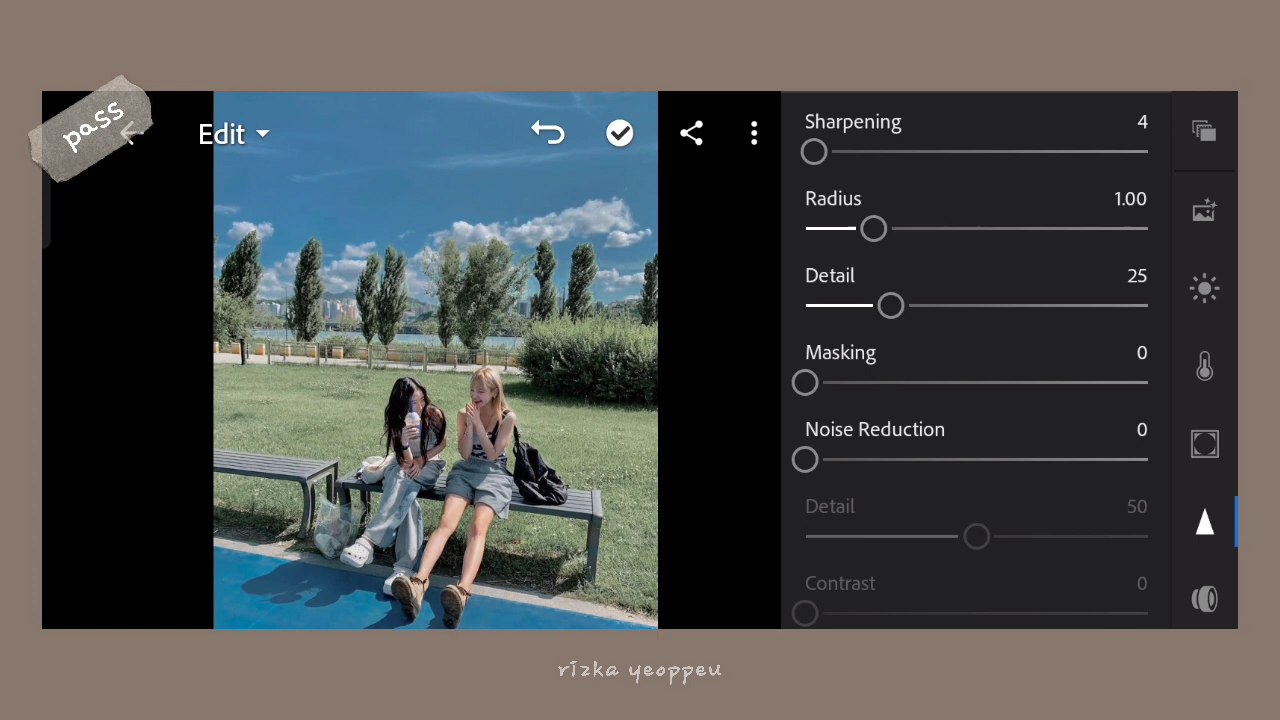 pass
Edit
Sharpening 4
Radius 1.00
Detail 25
Masking 0
Noise Reduction 0
Detail 50
Contrast 0
rizka yeoppeu